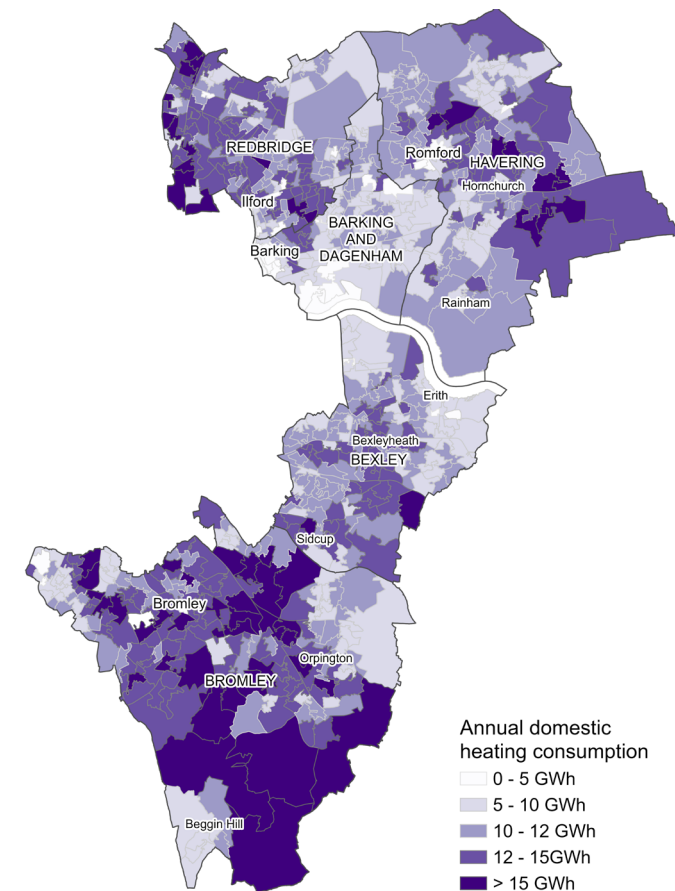 REDBRIDGE
Romford
HAVERING
Hornchurch
Ilford
BARKING
AND
DAGENHAM
Barking
Rainham
Erith
Bexleyheath
BEXLEY
Sidcup
Bromley
Orpington
BROMLEY
Beggin Hill
Annual domestic
heating consumption
0 - 5 GWh
5 - 10 GWh
10 - 12 GWh
12 - 15GWh
> 15 GWh